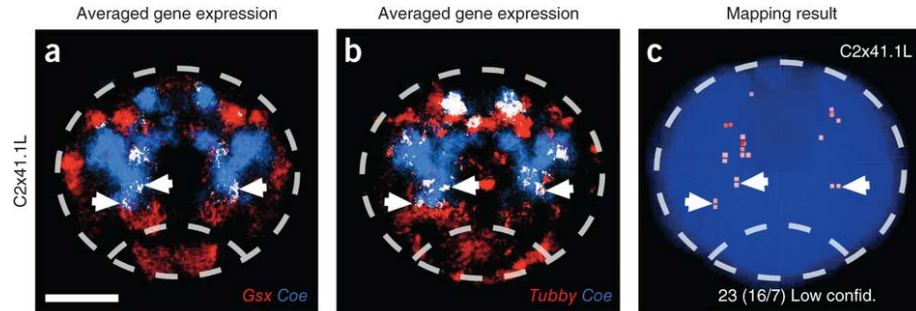 Averaged gene expression
Averaged gene expression
Mapping result
a
b
c
C2x41.1L
C2x41.1L
Gsx Coe
Tubby Coe
23 (16/7) Low confid.